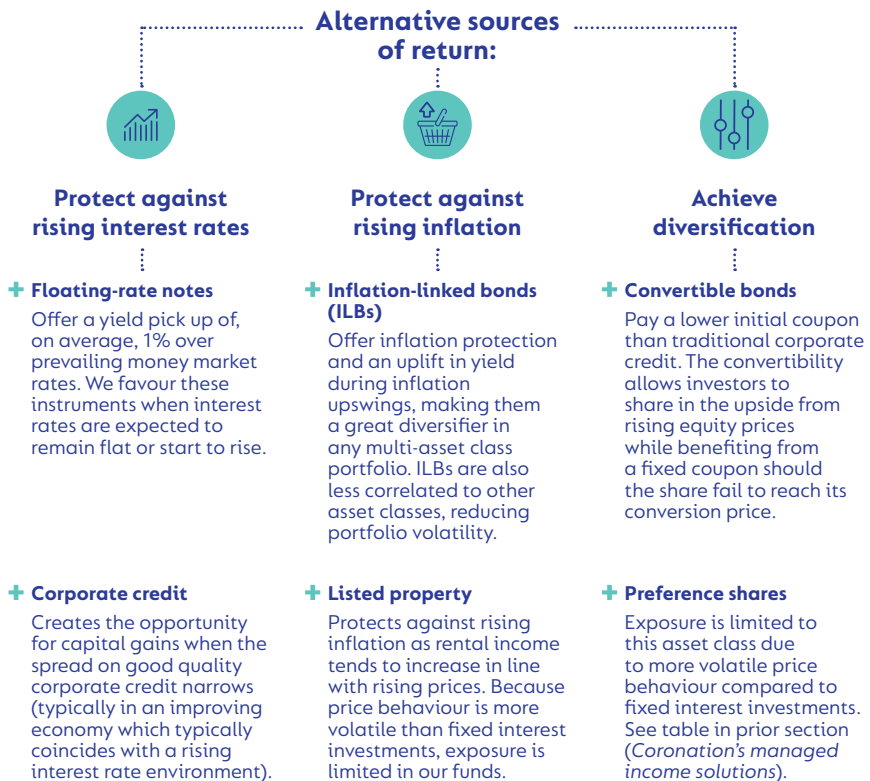 Alternative sources
of return:
Protect against
rising interest rates
+ Floating-rate notes
Offer a yield pick up of,
on average, 1% over
prevailing money market
rates. We favour these
instruments when interest
rates are expected to
remain flat or start to rise.
+ Corporate credit
Creates the opportunity
for capital gains when the
spread on good quality
corporate credit narrows
(typically in an improving
economy which typically
coincides with a rising
interest rate environment).
Protect against
rising inflation
+ Inflation-linked bonds
(ILBs)
Offer inflation protection
and an uplift in yield
during inflation
upswings, making them
a great diversifier in
any multi-asset class
portfolio. ILBs are also
less correlated to other
asset classes, reducing
portfolio volatility.
+ Listed property
Protects against rising
inflation as rental income
tends to increase in line
with rising prices. Because
price behaviour is more
volatile than fixed interest
investments, exposure is
limited in our funds.
Achieve
diversification
+ Convertible bonds
Pay a lower initial coupon
than traditional corporate
credit. The convertibility
allows investors to
share in the upside from
rising equity prices
while benefiting from
a fixed coupon should
the share fail to reach its
conversion price.
+ Preference shares
Exposure is limited to
this asset class due
to more volatile price
behaviour compared to
fixed interest investments.
See table in prior section
(Coronation's managed
income solutions).